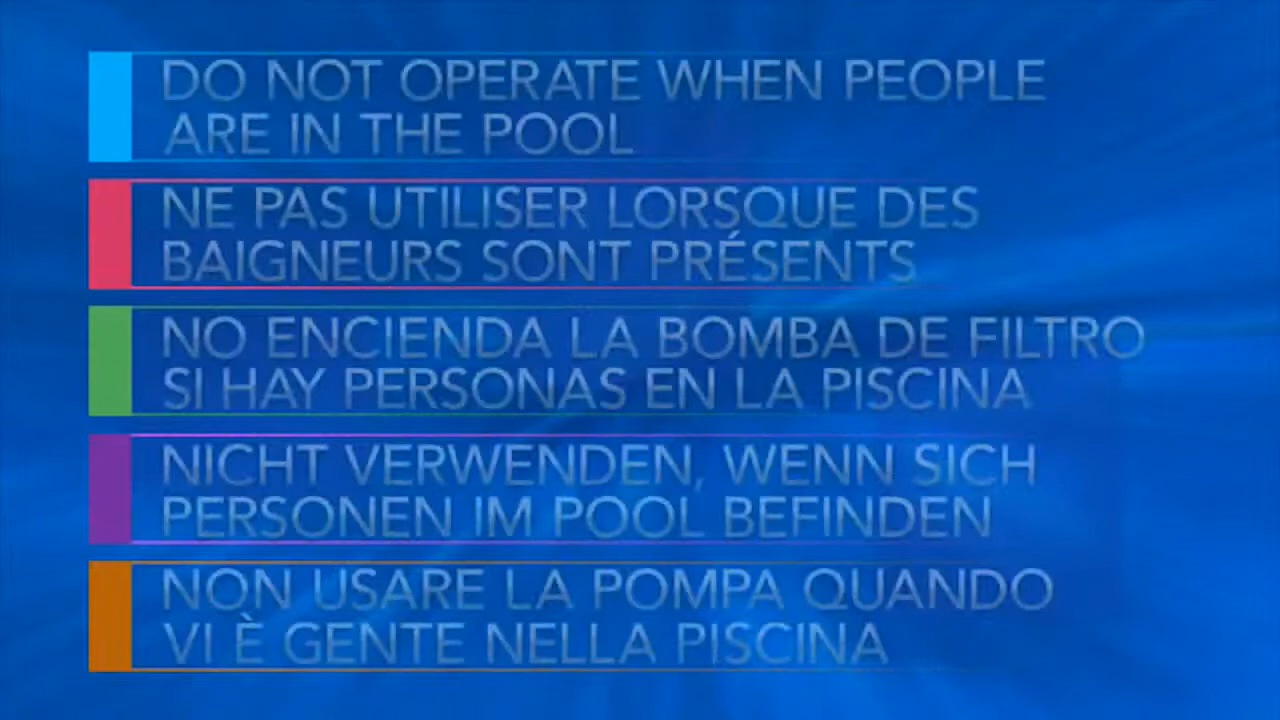 DO NOT OPERATE WHEN PEOPLE
ARE IN THE POOL
NE PAS UTILISER LORSQUE DES
BAIGNEURS SONT PRÉSENTS
NO ENCIENDA LA BOMBA DE FILTRO
SI HAY PERSONAS EN LA PISCINA
NICHT VERWENDEN, WENN SICH
PERSONEN IM POOL BEFINDEN
NON USARE LA POMPA QUANDO
VI È GENTE NELLA PISCINA